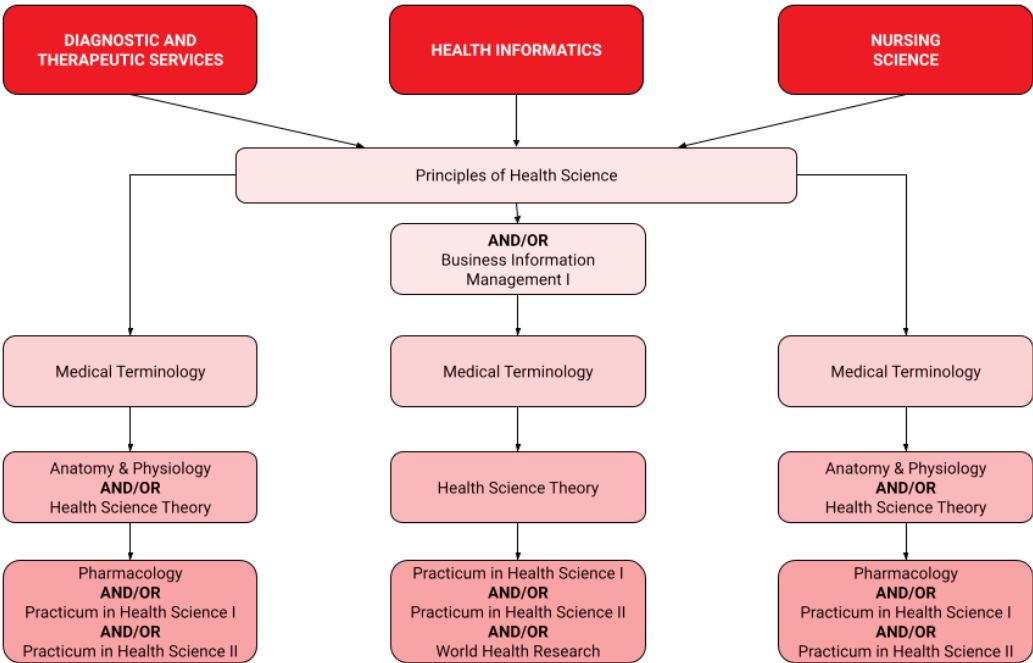 DIAGNOSTIC AND
THERAPEUTIC SERVICES
HEALTH INFORMATICS
NURSING
SCIENCE
Principles of Health Science
AND/OR
Business Information
Management I
Medical Terminology
Medical Terminology
Medical Terminology
Anatomy & Physiology
AND/OR
Health Science Theory
Health Science Theory
Anatomy & Physiology
AND/OR
Health Science Theory
Pharmacology
AND/OR
Practicum in Health Science I
AND/OR
Practicum in Health Science II
Practicum in Health Science I
AND/OR
Practicum in Health Science II
AND/OR
World Health Research
Pharmacology
AND/OR
Practicum in Health Science I
AND/OR
Practicum in Health Science II